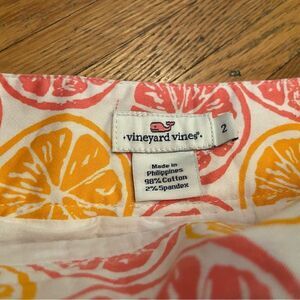 vineyard vines®
2
Made in
Philippines
98% Cotton
2% Spandex